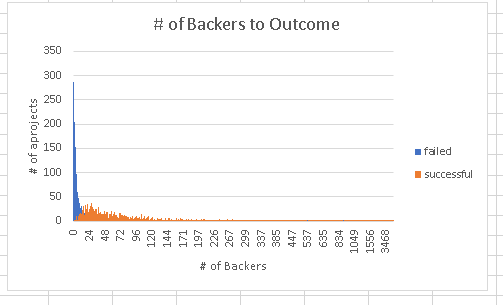 # of Backers to Outcome
350
300
250
200
150
100
50
0
# of aprojects
0 24 48 72 96 120 144 171 197 226 267 299 337 385 447 537 635 834 1049 1556 3468
# of Backers
failed
successful